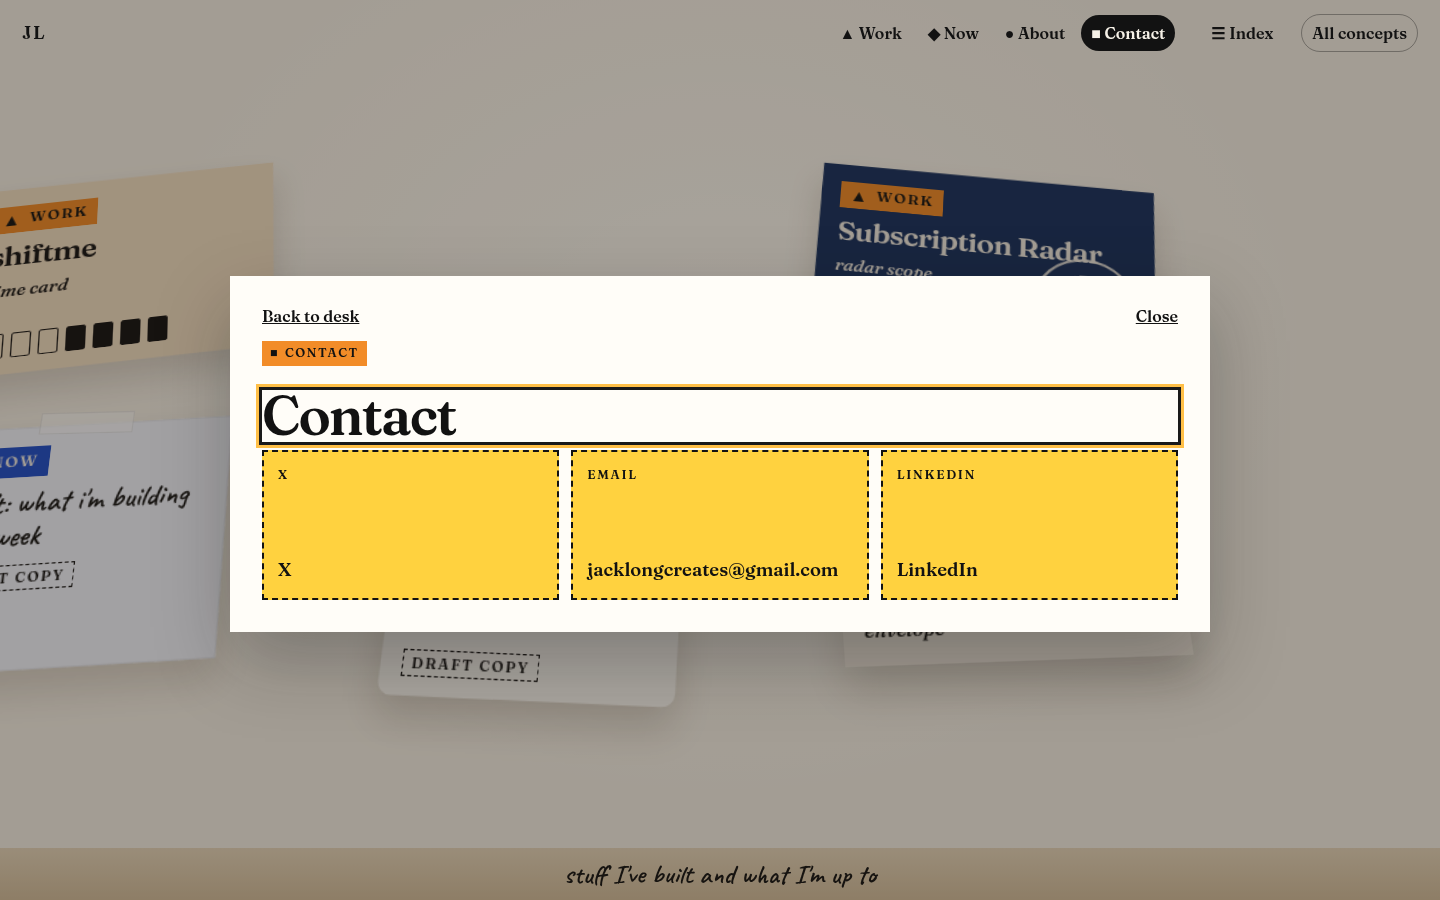 JL
▲ Work ◆ Now ● About ■ Contact ☰ Index All concepts
▲ WORK
shiftme
ime card
▲ WORK
Subscription Radar
radar scope
Back to desk
Close
■ CONTACT
Contact
X
X
EMAIL
jacklongcreates@gmail.com
LINKEDIN
LinkedIn
NOW
t: what i'm building
week
T COPY
DRAFT COPY
envelope
stuff I've built and what I'm up to